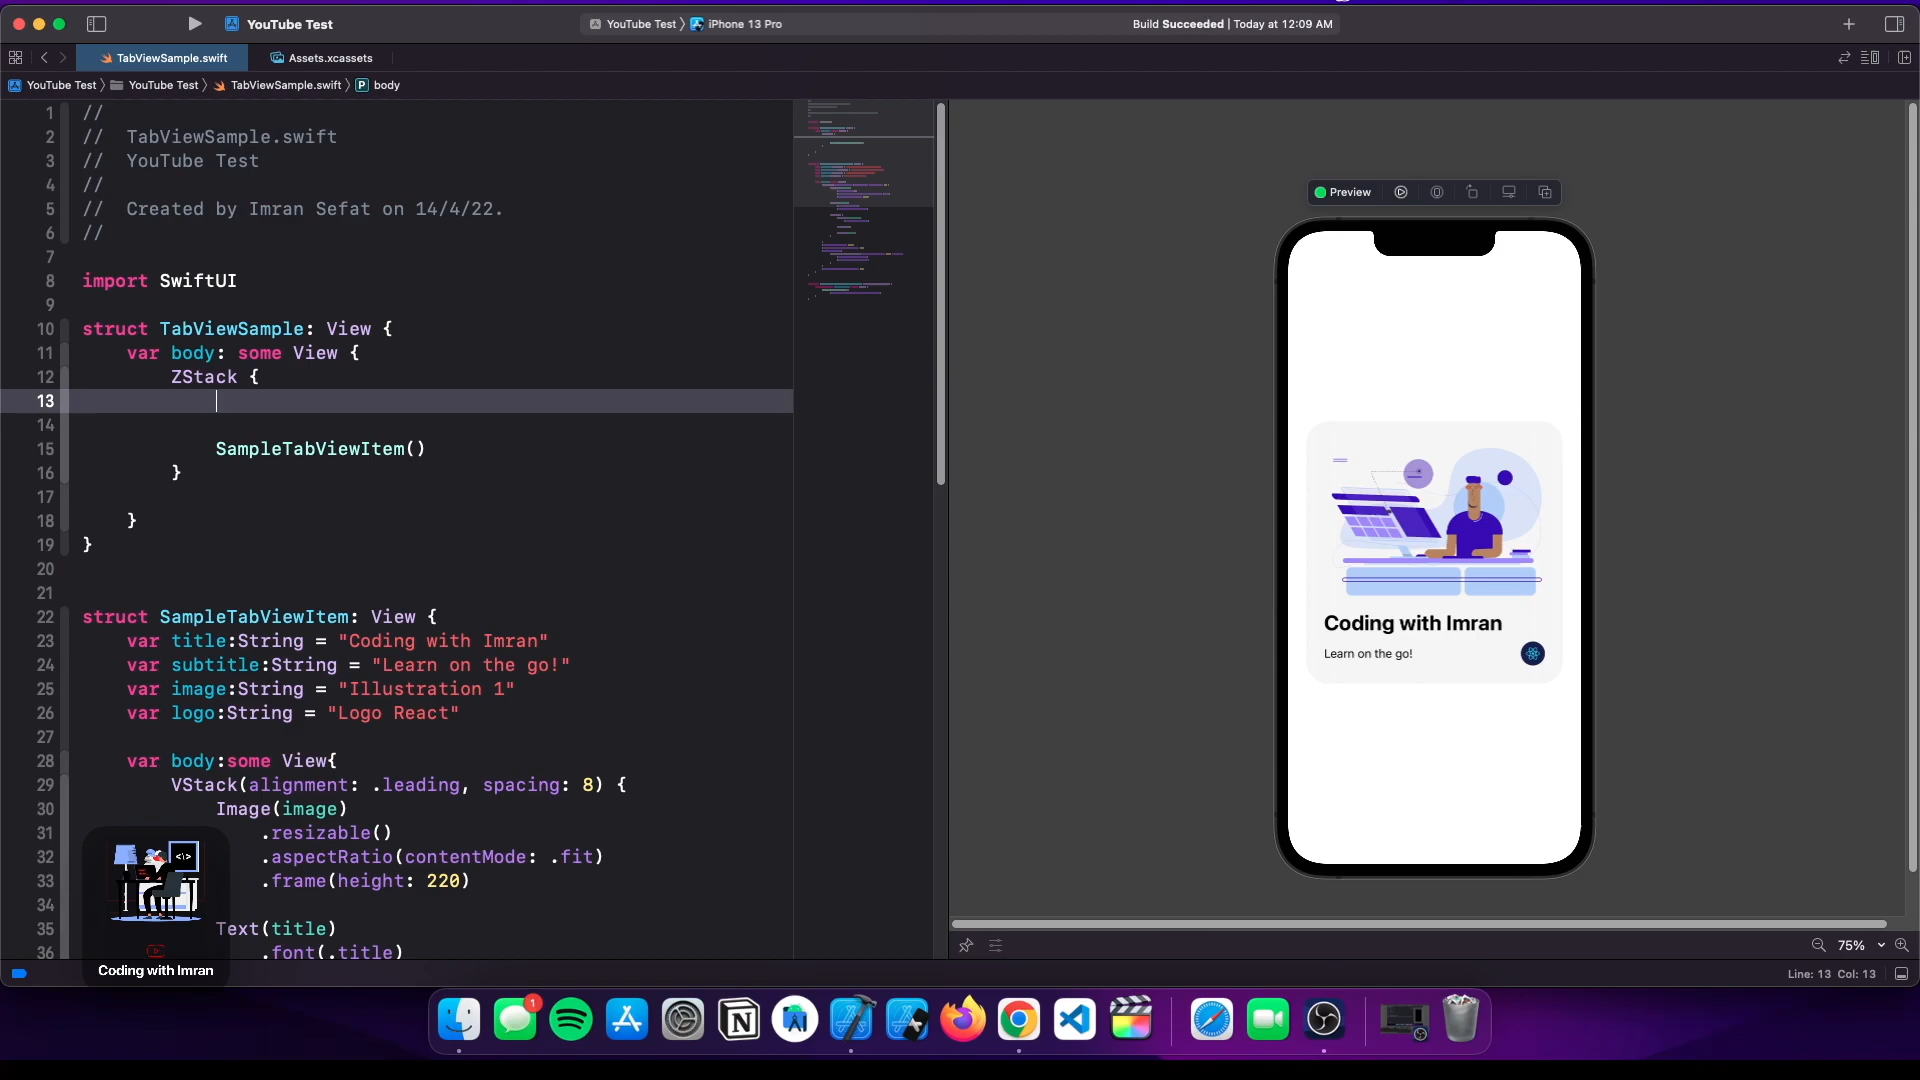 YouTube Test
YouTube Test 〉 iPhone 13 Pro
Build Succeeded | Today at 12:09 AM
TabViewSample.swift
Assets.xcassets
YouTube Test 〉 YouTube Test 〉 TabViewSample.swift 〉 P body
1 //
2 //  TabViewSample.swift
3 //  YouTube Test
4 //
5 //  Created by Imran Sefat on 14/4/22.
6 //
7
8 import SwiftUI
9
10 struct TabViewSample: View {
11     var body: some View {
12         ZStack {
13
14
15             SampleTabViewItem()
16         }
17
18     }
19 }
20
21
22 struct SampleTabViewItem: View {
23     var title:String = "Coding with Imran"
24     var subtitle:String = "Learn on the go!"
25     var image:String = "Illustration 1"
26     var logo:String = "Logo React"
27
28     var body:some View{
29         VStack(alignment: .leading, spacing: 8) {
30             Image(image)
31                 .resizable()
32                 .aspectRatio(contentMode: .fit)
33                 .frame(height: 220)
34
35             Text(title)
36                 .font(.title)
Coding with Imran
Preview
Coding with Imran
Learn on the go!
75%
Line: 13 Col: 13
1